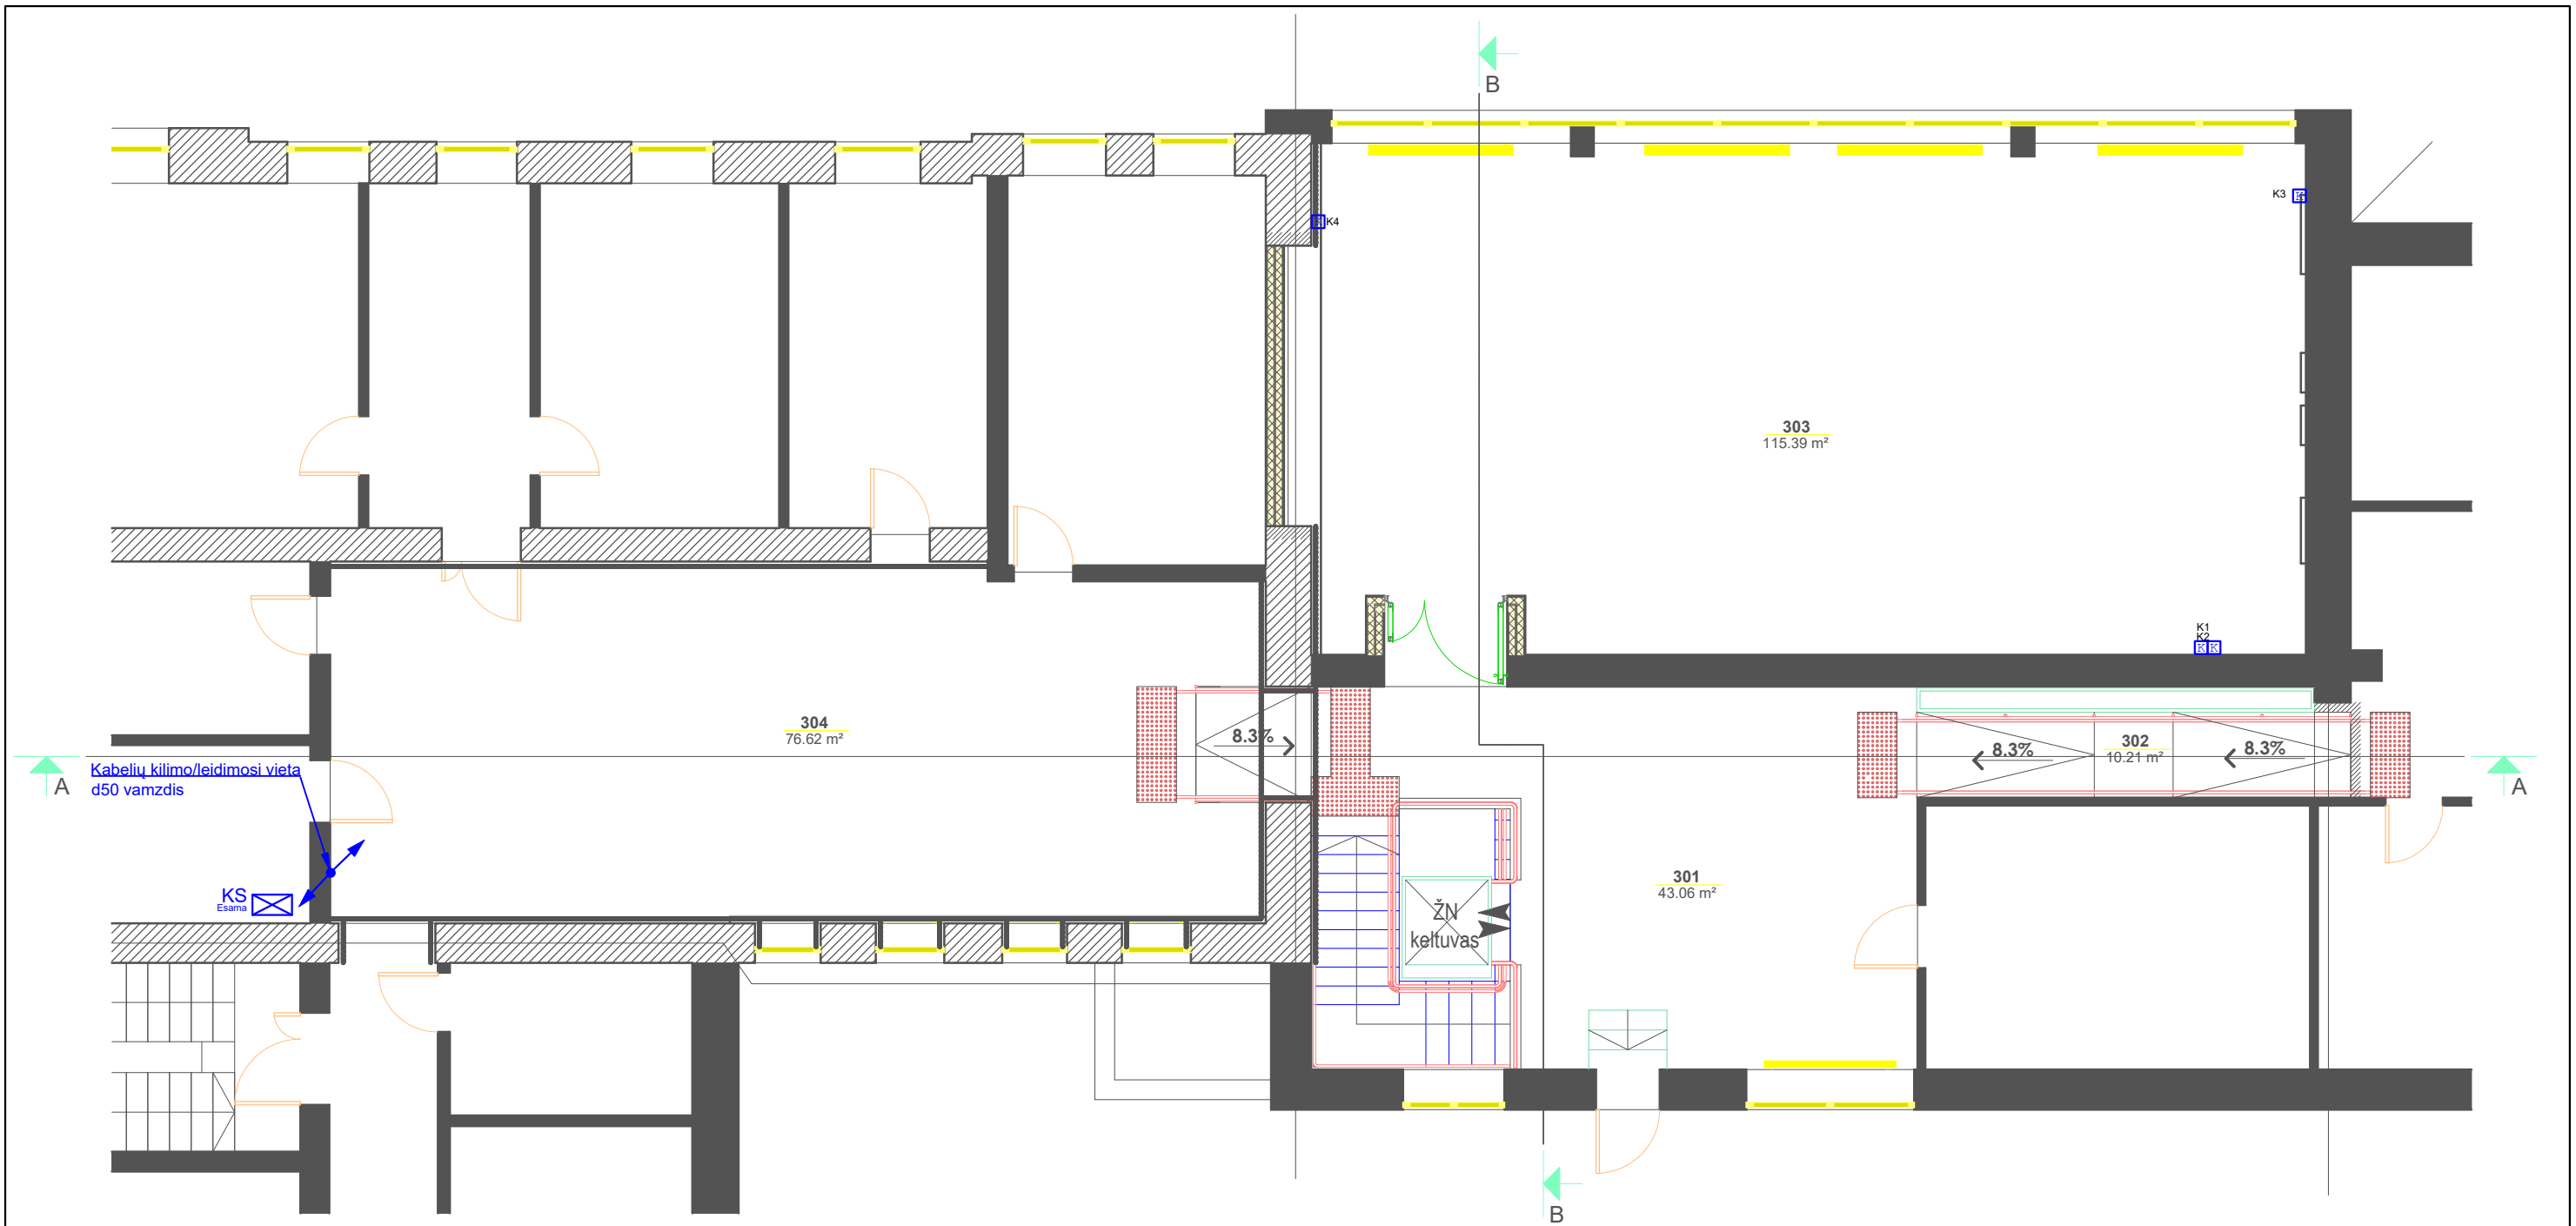 B
K3
K4
303
115.39 m²
K1
K2
K K
304
76.62 m²
8.3%
8.3%
302
10.21 m²
8.3%
A
Kabelių kilimo/leidimosi vieta
d50 vamzdis
A
KS
Esama
301
43.06 m²
ŽN
keltuvas
B